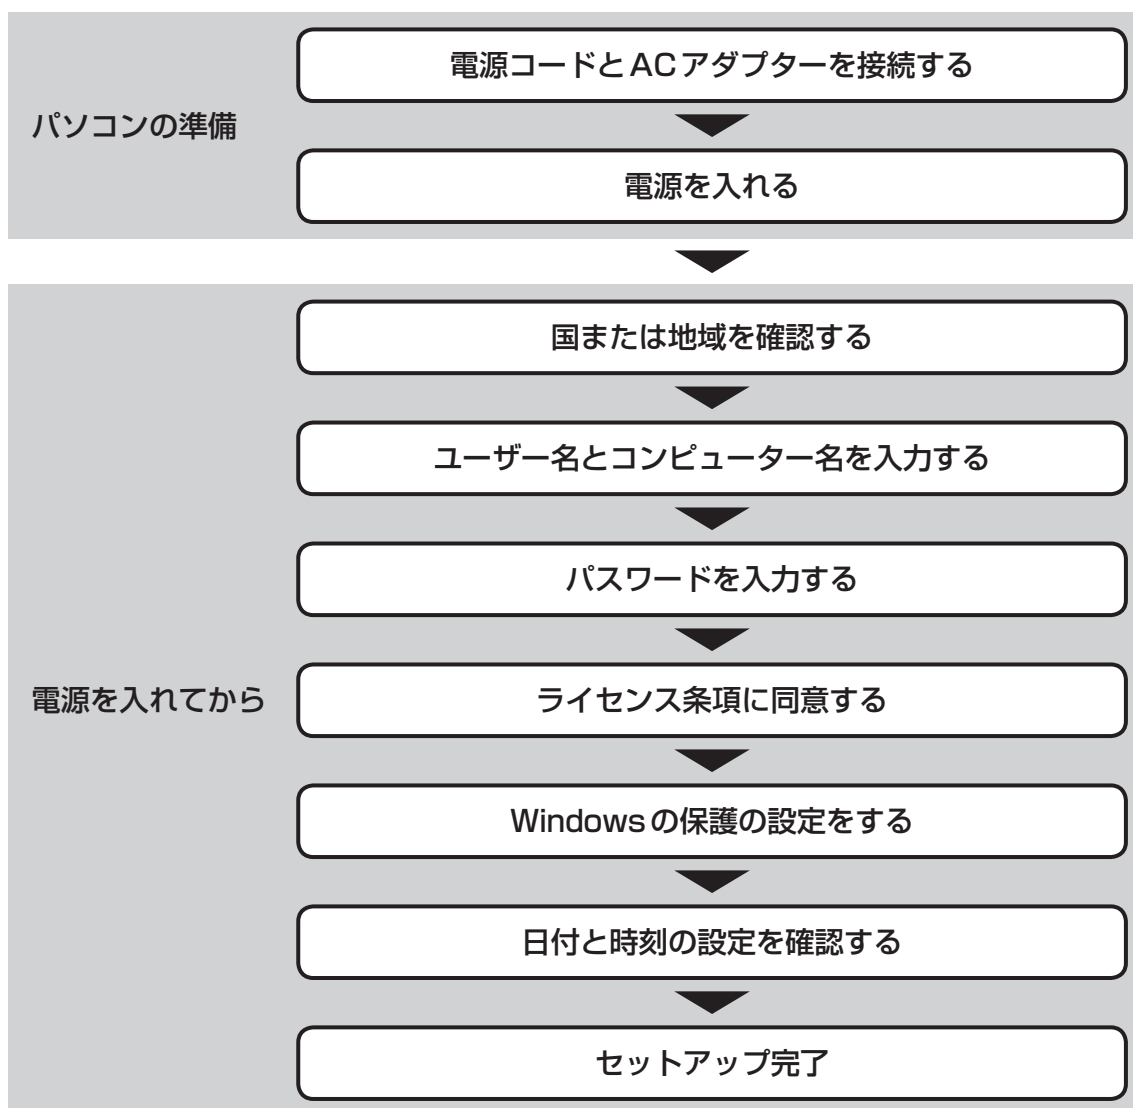 パソコンの準備
電源コードとACアダプターを接続する
電源を入れる
電源を入れてから
国または地域を確認する
ユーザー名とコンピューター名を入力する
パスワードを入力する
ライセンス条項に同意する
Windowsの保護の設定をする
日付と時刻の設定を確認する
セットアップ完了